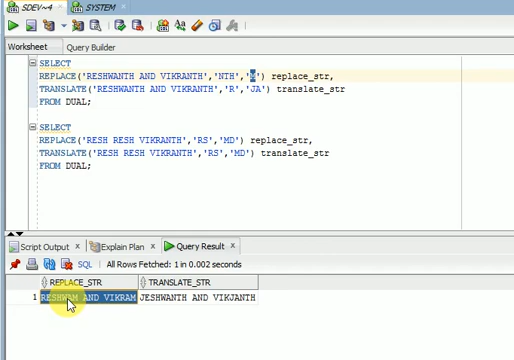 SDEV~4 SYSTEM
Worksheet Query Builder
SELECT
REPLACE('RESHWANTH AND VIKRANTH','NTH','M') replace_str,
TRANSLATE('RESHWANTH AND VIKRANTH','R','JA') translate_str
FROM DUAL;
SELECT
REPLACE('RESH RESH VIKRANTH','RS','MD') replace_str,
TRANSLATE('RESH RESH VIKRANTH','RS','MD') translate_str
FROM DUAL;
Script Output Explain Plan Query Result
SQL All Rows Fetched: 1 in 0.002 seconds
REPLACE_STR TRANSLATE_STR
1 RESHWAM AND VIKRAM JESHWANTH AND VIKJANTH